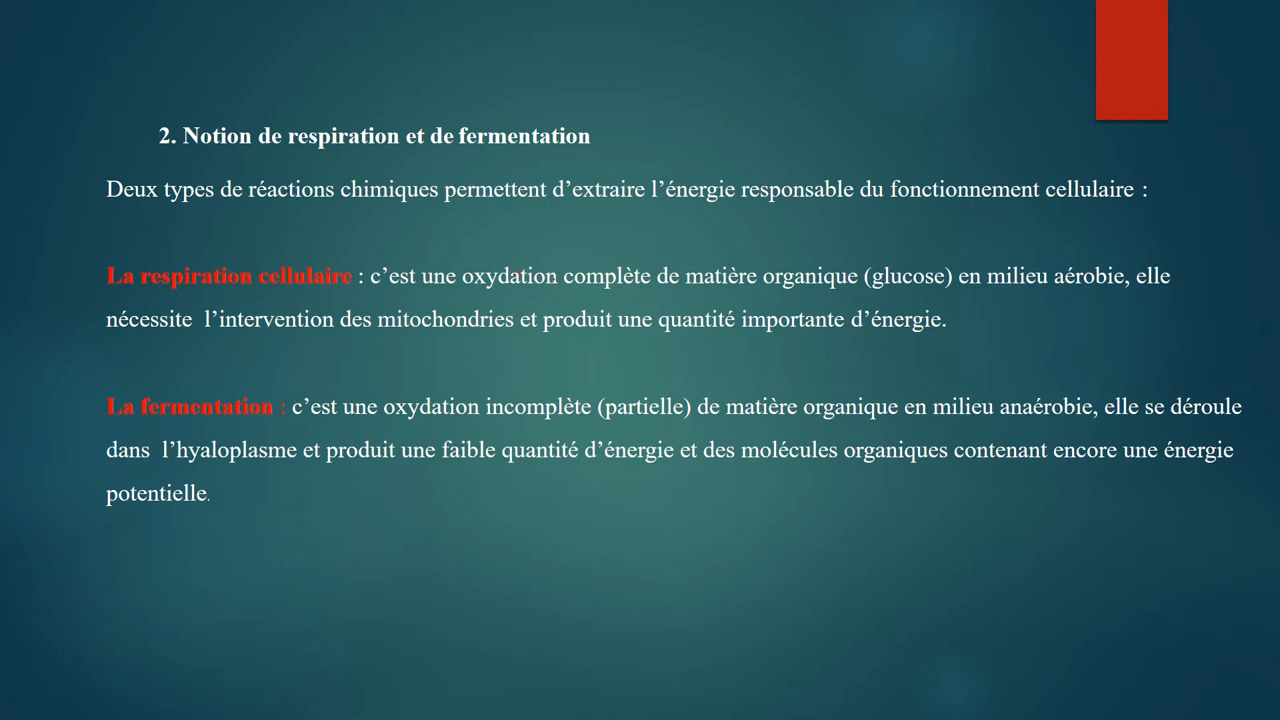 2. Notion de respiration et de fermentation
Deux types de réactions chimiques permettent d’extraire l’énergie responsable du fonctionnement cellulaire :
La respiration cellulaire : c’est une oxydation complète de matière organique (glucose) en milieu aérobie, elle
nécessite l’intervention des mitochondries et produit une quantité importante d’énergie.
La fermentation : c’est une oxydation incomplète (partielle) de matière organique en milieu anaérobie, elle se déroule
dans l’hyaloplasme et produit une faible quantité d’énergie et des molécules organiques contenant encore une énergie
potentielle.